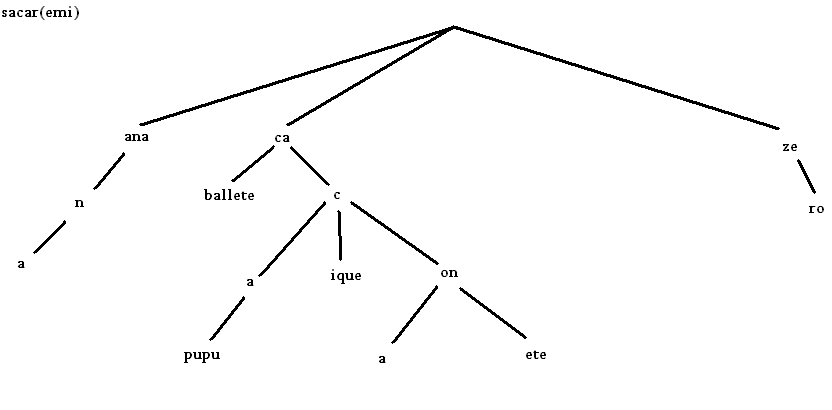 sacar(emi)
ana
ca
ze
ballete
c
n
ro
a
a
ique
on
pupu
a
ete